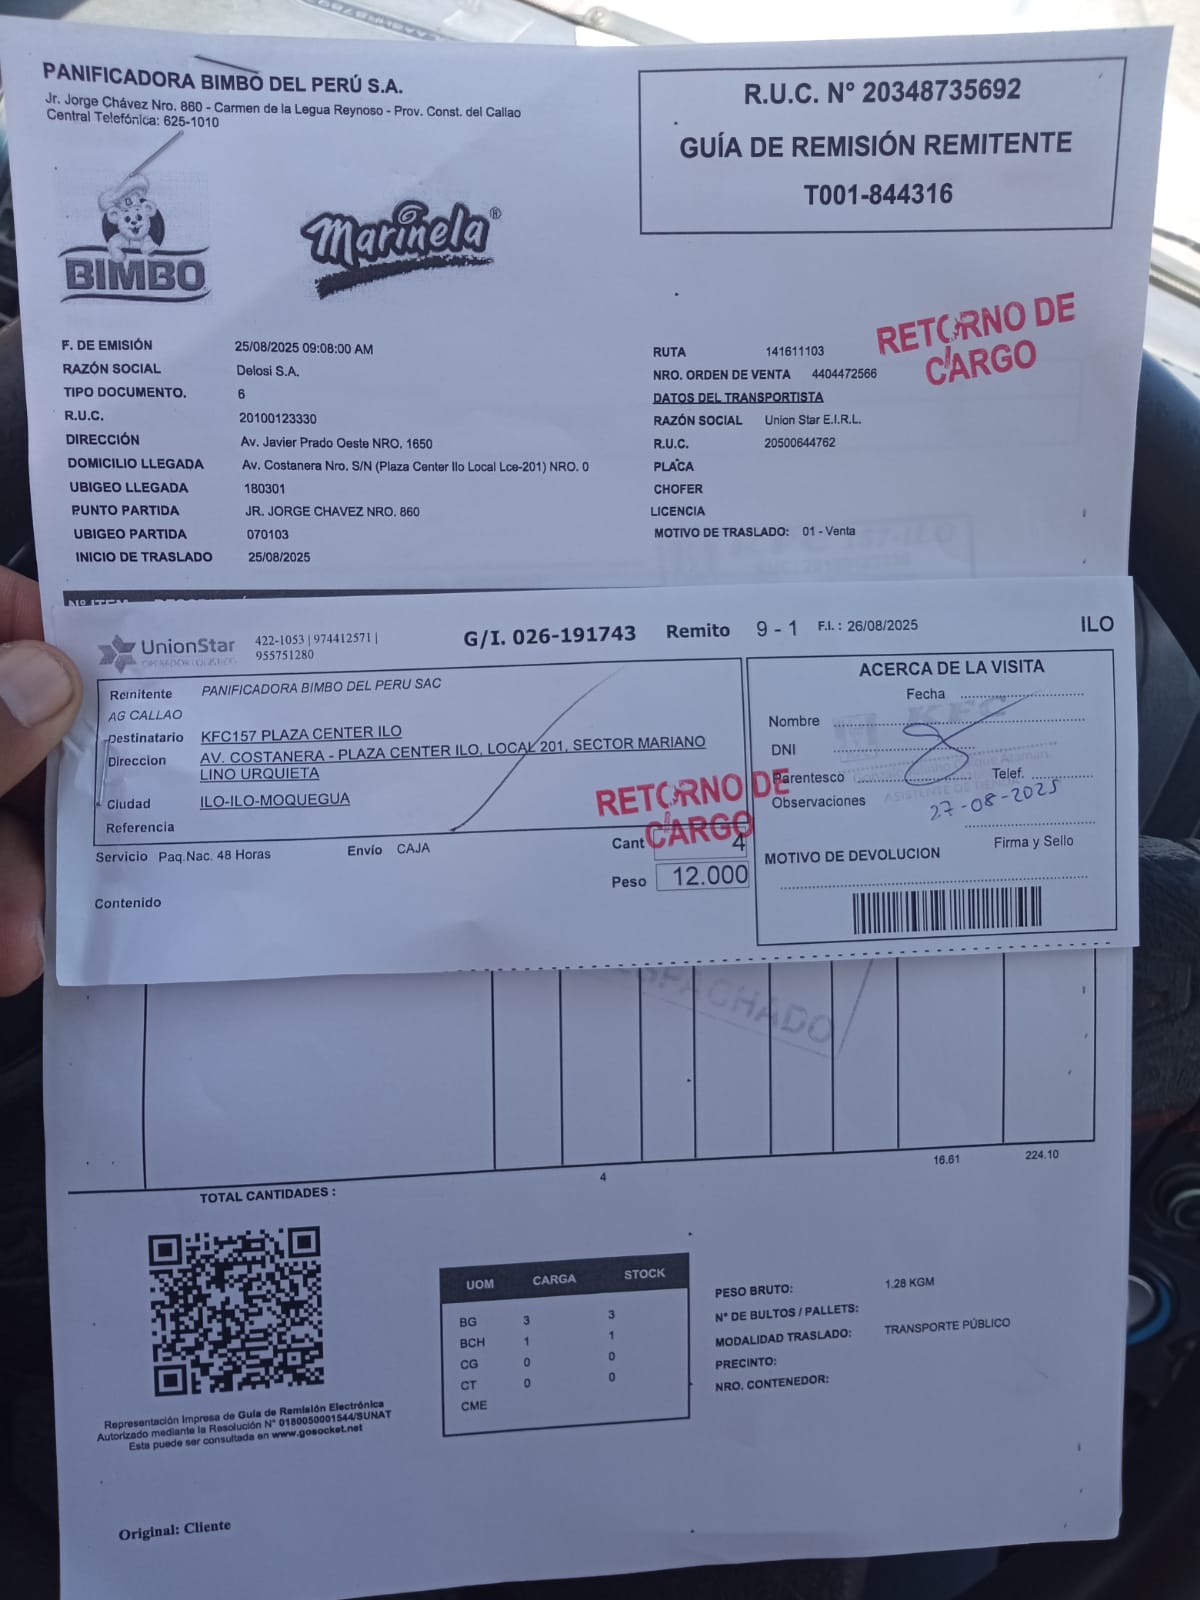 PANIFICADORA BIMBO DEL PERÚ S.A.
Jr. Jorge Chávez Nro. 860 - Carmen de la Legua Reynoso - Prov. Const. del Callao
Central Telefónica: 625-1010
R.U.C. N° 20348735692
GUÍA DE REMISIÓN REMITENTE
T001-844316
BIMBO
Marinela®
RETORNO DE
CARGO
F. DE EMISIÓN 25/08/2025 09:08:00 AM
RAZÓN SOCIAL Delosi S.A.
TIPO DOCUMENTO. 6
R.U.C. 20100123330
DIRECCIÓN Av. Javier Prado Oeste NRO. 1650
DOMICILIO LLEGADA Av. Costanera Nro. S/N (Plaza Center Ilo Local Lce-201) NRO. 0
UBIGEO LLEGADA 180301
PUNTO PARTIDA JR. JORGE CHAVEZ NRO. 860
UBIGEO PARTIDA 070103
INICIO DE TRASLADO 25/08/2025
RUTA 141611103
NRO. ORDEN DE VENTA 4404472566
DATOS DEL TRANSPORTISTA
RAZÓN SOCIAL Union Star E.I.R.L.
R.U.C. 20500644762
PLACA
CHOFER
LICENCIA
MOTIVO DE TRASLADO: 01 - Venta
UnionStar
OPERADOR LOGISTICO
422-1053 | 974412571 |
955751280
G/I. 026-191743 Remito 9 - 1 F.I. : 26/08/2025 ILO
Remitente PANIFICADORA BIMBO DEL PERU SAC
AG CALLAO
Destinatario KFC157 PLAZA CENTER ILO
Direccion AV. COSTANERA - PLAZA CENTER ILO, LOCAL 201, SECTOR MARIANO
LINO URQUIETA
Ciudad ILO-ILO-MOQUEGUA
Referencia
Servicio Paq.Nac. 48 Horas Envío CAJA
Contenido
RETORNO DE
CARGO
Cant 4
Peso 12.000
ACERCA DE LA VISITA
Fecha
Nombre
DNI
Parentesco Telef.
Observaciones
KFC
27-08-2025
Firma y Sello
MOTIVO DE DEVOLUCION
DESPACHADO
4 16.61 224.10
TOTAL CANTIDADES :
UOM CARGA STOCK
BG 3 3
BCH 1 1
CG 0 0
CT 0 0
CME
PESO BRUTO: 1.28 KGM
N° DE BULTOS / PALLETS:
MODALIDAD TRASLADO: TRANSPORTE PÚBLICO
PRECINTO:
NRO. CONTENEDOR:
Representación Impresa de Guía de Remisión Electrónica
Autorizado mediante la Resolución N° 0180050001544/SUNAT
Esta puede ser consultada en www.gosocket.net
Original: Cliente